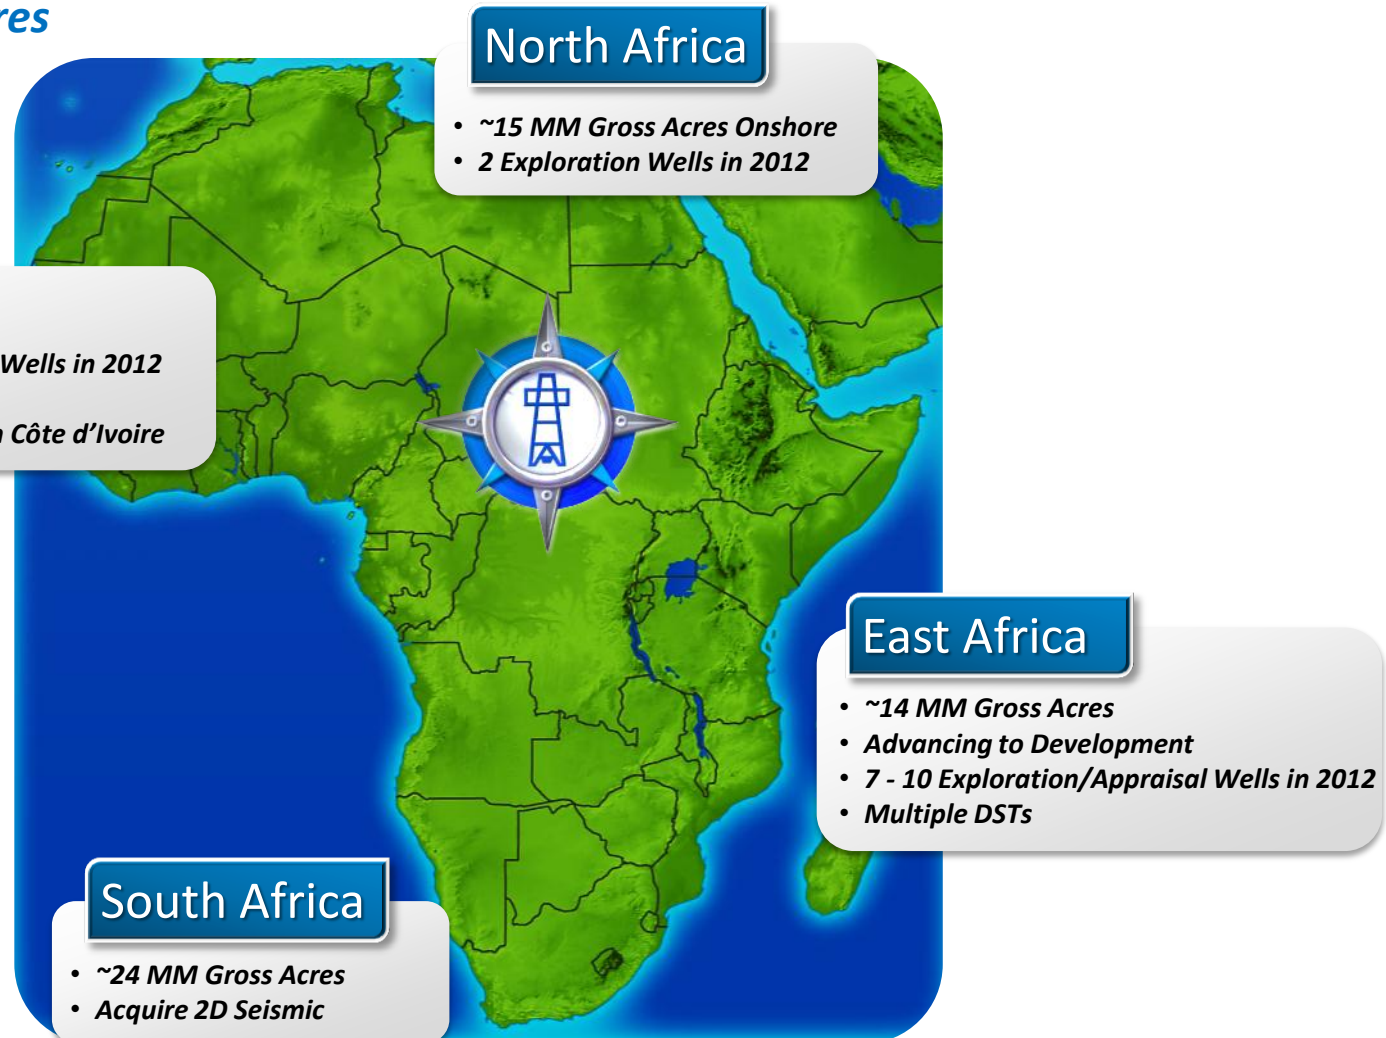 North Africa
• ~15 MM Gross Acres Onshore
• 2 Exploration Wells in 2012
Wells in 2012
Côte d’Ivoire
East Africa
• ~14 MM Gross Acres
• Advancing to Development
• 7 - 10 Exploration/Appraisal Wells in 2012
• Multiple DSTs
South Africa
• ~24 MM Gross Acres
• Acquire 2D Seismic